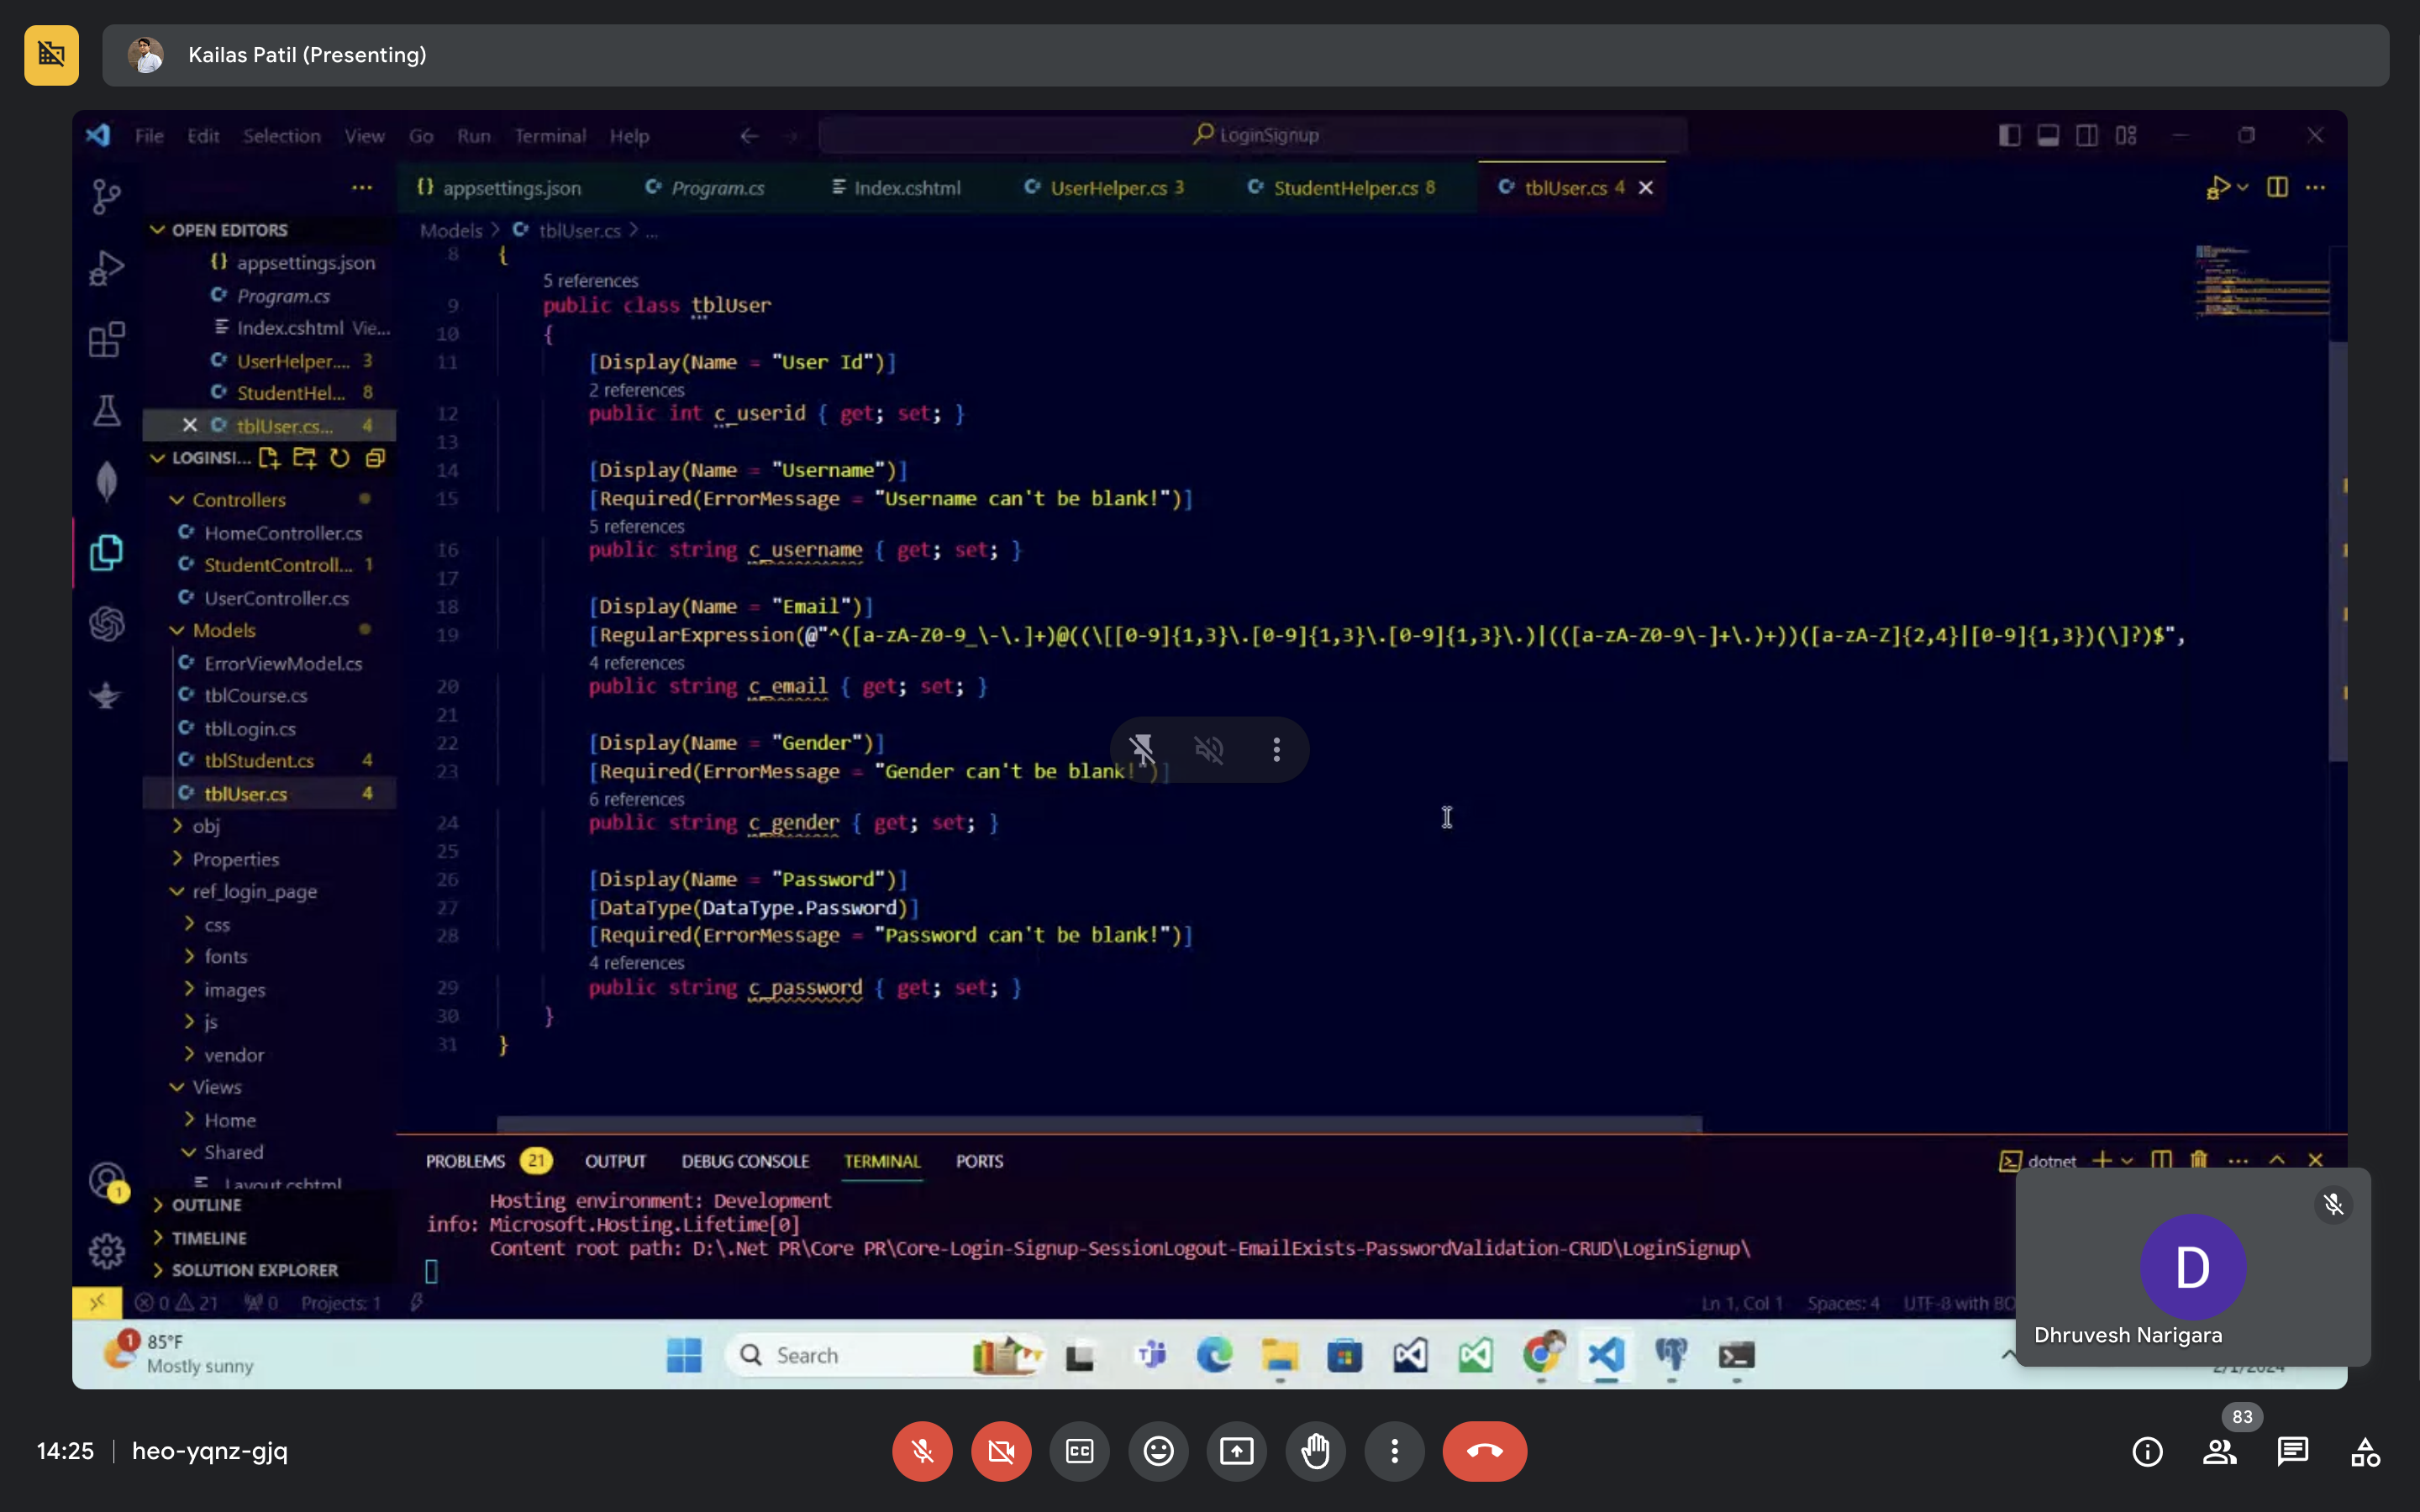 Kailas Patil (Presenting)
File Edit Selection View Go Run Terminal Help
LoginSignup
appsettings.json Program.cs Index.cshtml UserHelper.cs 3 StudentHelper.cs 8 tblUser.cs 4
OPEN EDITORS
appsettings.json
Program.cs
Index.cshtml Vie...
UserHelper.... 3
StudentHel... 8
tblUser.cs... 4
LOGINSI...
Controllers
HomeController.cs
StudentControll... 1
UserController.cs
Models
ErrorViewModel.cs
tblCourse.cs
tblLogin.cs
tblStudent.cs 4
tblUser.cs 4
obj
Properties
ref_login_page
css
fonts
images
js
vendor
Views
Home
Shared
Layout.cshtml
OUTLINE
TIMELINE
SOLUTION EXPLORER
Models > tblUser.cs > ...
8 {
5 references
9 public class tblUser
10 {
11 [Display(Name = "User Id")]
2 references
12 public int c_userid { get; set; }
13
14 [Display(Name = "Username")]
15 [Required(ErrorMessage = "Username can't be blank!")]
5 references
16 public string c_username { get; set; }
17
18 [Display(Name = "Email")]
19 [RegularExpression(@"^([a-zA-Z0-9_\-\.]+)@((\[[0-9]{1,3}\.[0-9]{1,3}\.[0-9]{1,3}\.)|(([a-zA-Z0-9\-]+\.)+))([a-zA-Z]{2,4}|[0-9]{1,3})(\]?)$",
4 references
20 public string c_email { get; set; }
21
22 [Display(Name = "Gender")]
23 [Required(ErrorMessage = "Gender can't be blank!")]
6 references
24 public string c_gender { get; set; }
25
26 [Display(Name = "Password")]
27 [DataType(DataType.Password)]
28 [Required(ErrorMessage = "Password can't be blank!")]
4 references
29 public string c_password { get; set; }
30 }
31 }
PROBLEMS 21 OUTPUT DEBUG CONSOLE TERMINAL PORTS
dotnet
Hosting environment: Development
info: Microsoft.Hosting.Lifetime[0]
Content root path: D:\.Net PR\Core PR\Core-Login-Signup-SessionLogout-EmailExists-PasswordValidation-CRUD\LoginSignup\
1
0 21 0 Projects: 1
Ln 1, Col 1 Spaces: 4 UTF-8 with BO
D
Dhruvesh Narigara
1
85°F
Mostly sunny
Search
2/1/2024
14:25 | heo-yqnz-gjq
CC
83